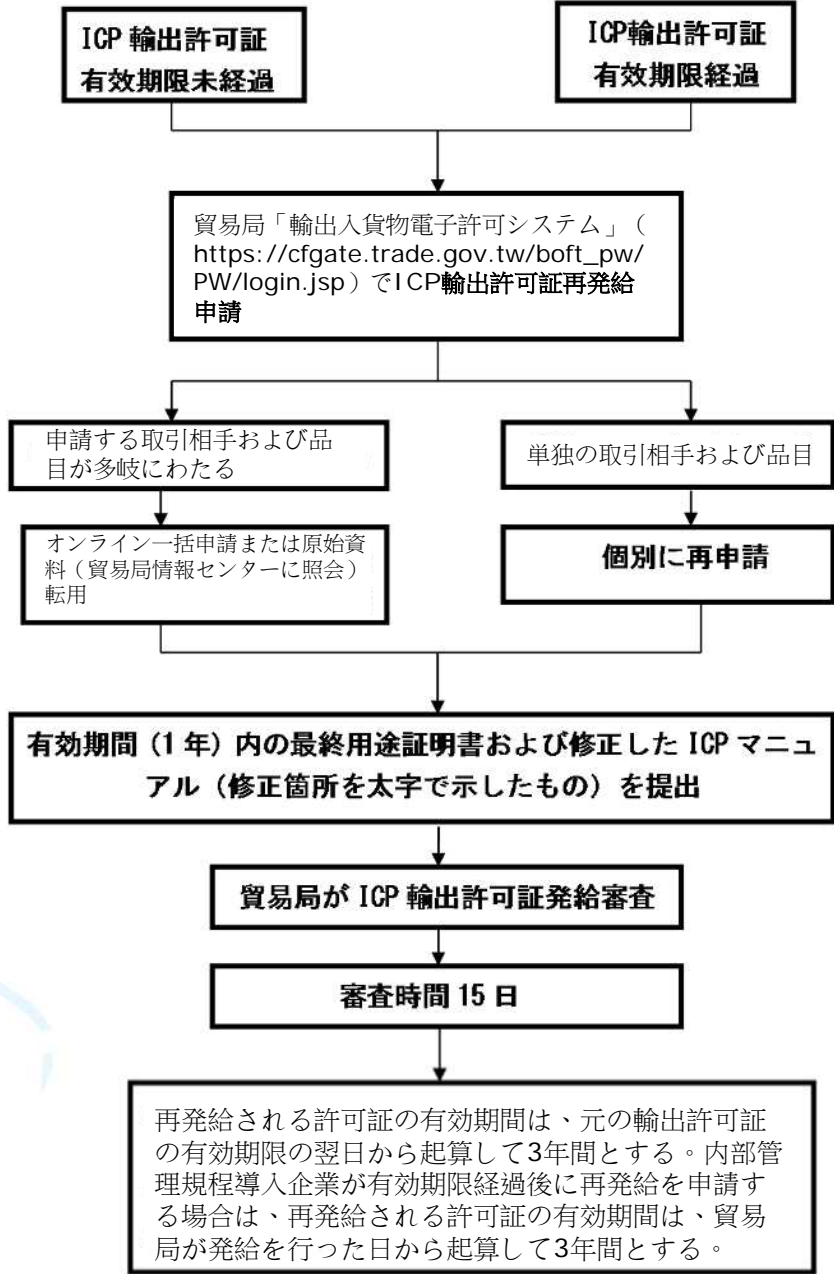 ICP 輸出許可証
有效期限未経過
ICP輸出許可証
有效期限経過
貿易局「輸出入貨物電子許可システム」（
https://cfgate.trade.gov.tw/boft_pw/
PW/login.jsp）でICP輸出許可証再発給
申請
申請する取引相手および品
目が多岐にわたる
単独の取引相手および品目
オンライン一括申請または原始資
料（貿易局情報センターに照会）
転用
個別に再申請
有効期間（1 年）内の最終用途証明書および修正した ICP マニュ
アル（修正箇所を太字で示したもの）を提出
貿易局が ICP 輸出許可証発給審査
審査時間 15 日
再発給される許可証の有効期間は、元の輸出許可証
の有効期限の翌日から起算して3年間とする。内部管
理規程導入企業が有効期限経過後に再発給を申請す
る場合は、再発給される許可証の有効期間は、貿易
局が発給を行った日から起算して3年間とする。